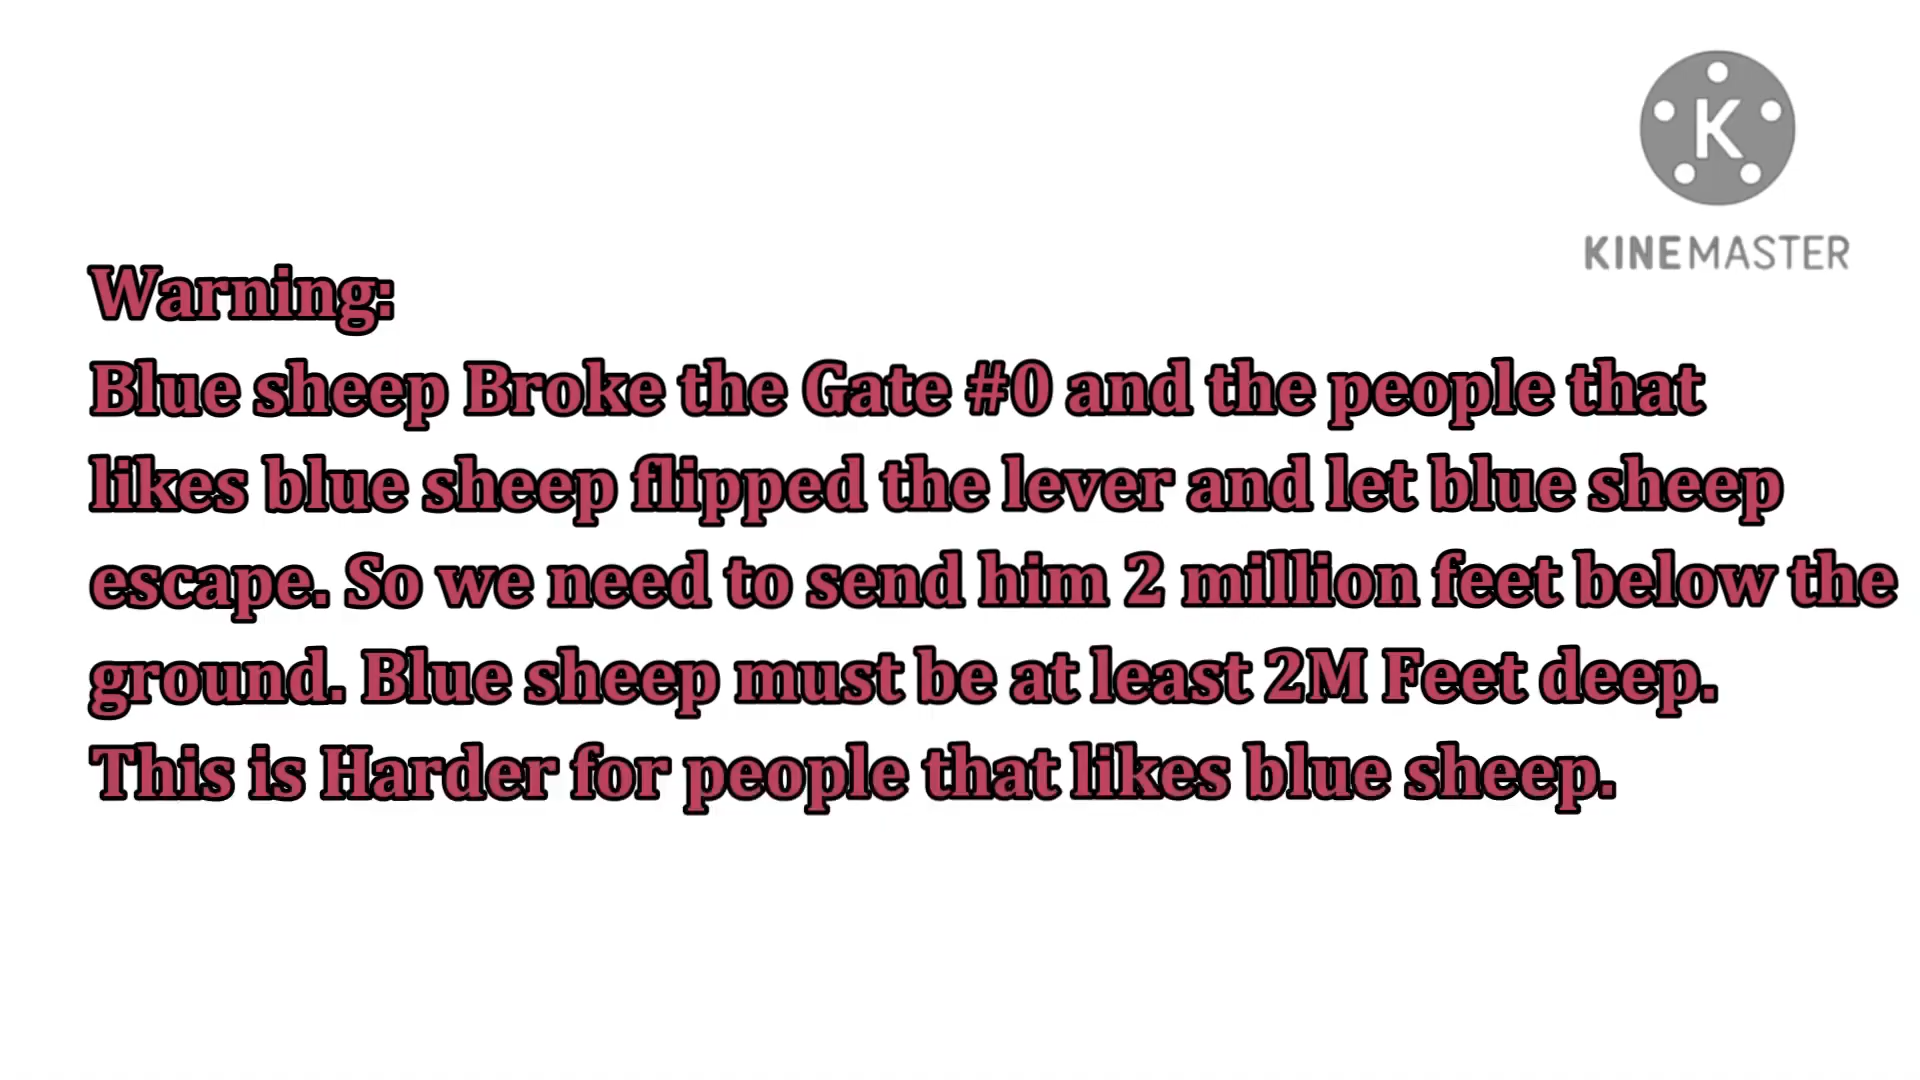 K
KINEMASTER
Warning:
Blue sheep Broke the Gate #0 and the people that
likes blue sheep flipped the lever and let blue sheep
escape. So we need to send him 2 million feet below the
ground. Blue sheep must be at least 2M Feet deep.
This is Harder for people that likes blue sheep.